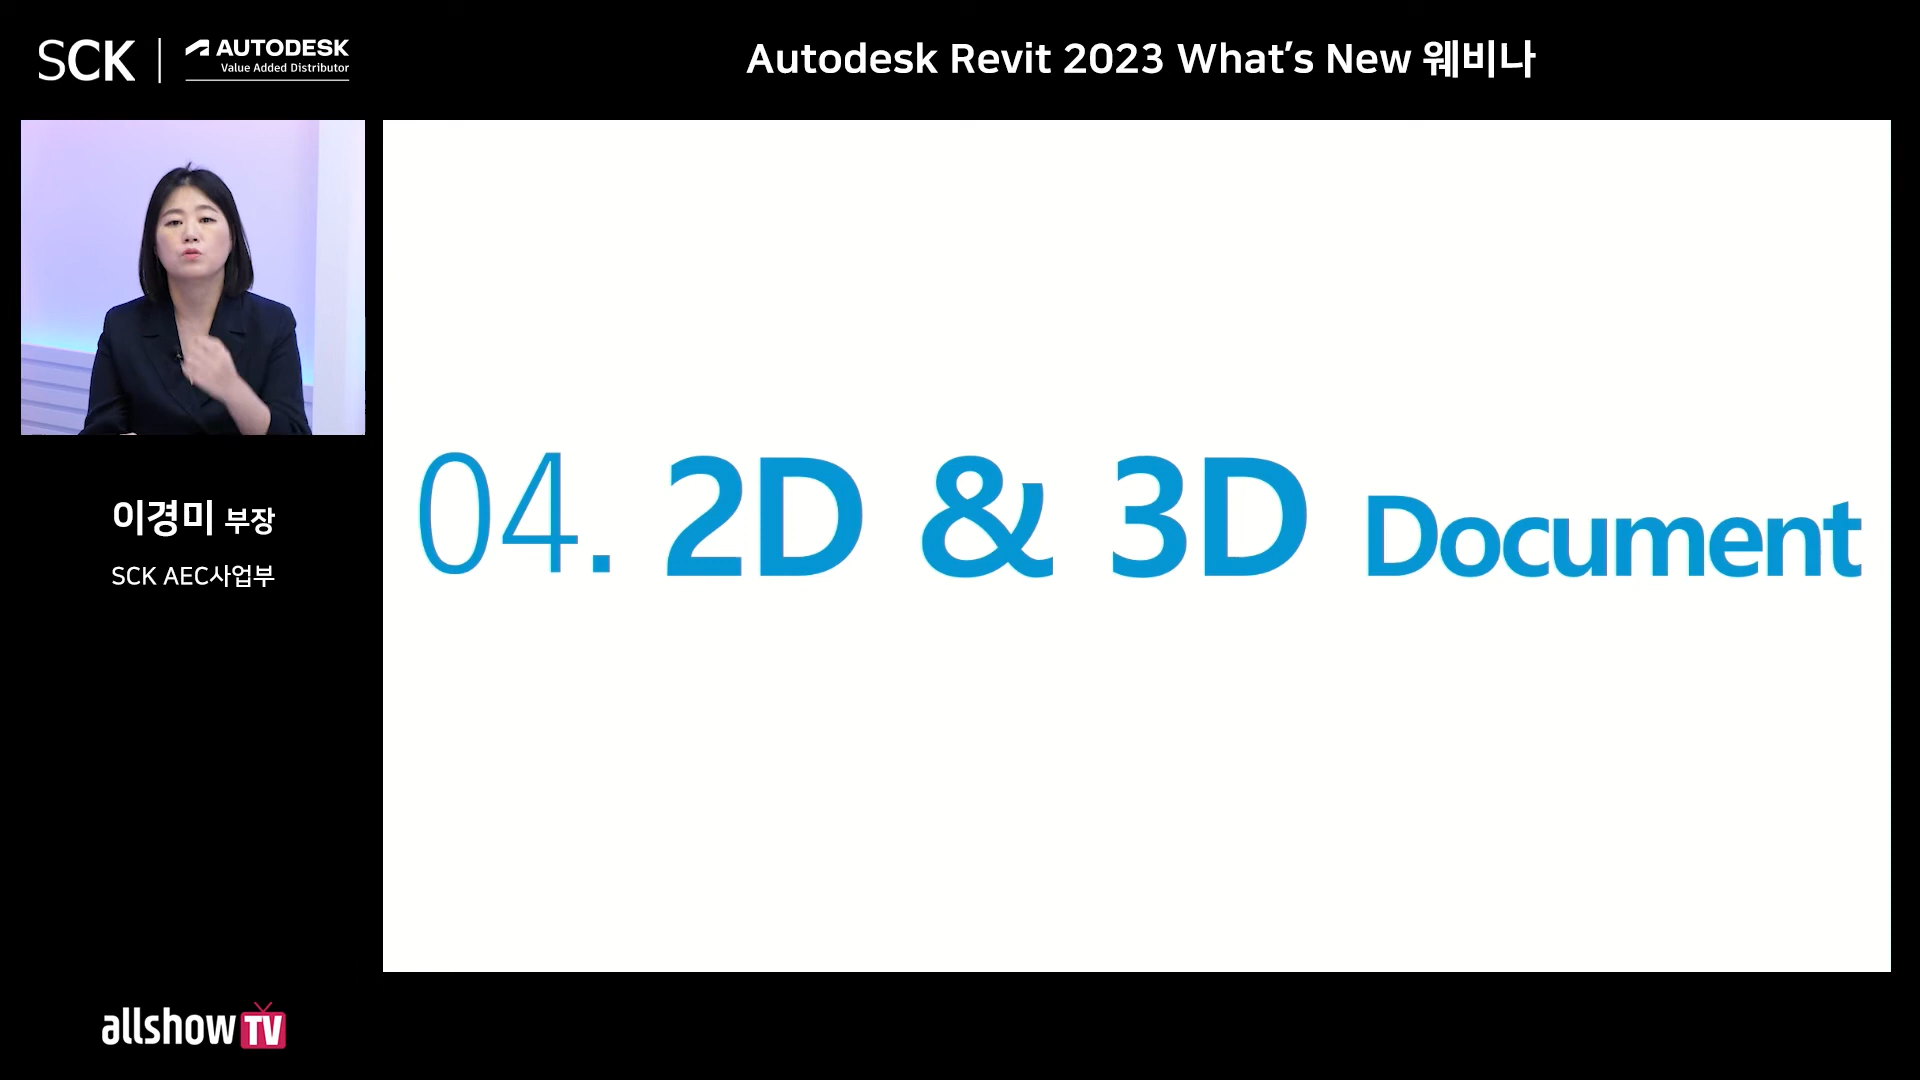 SCK
AUTODESK
Value Added Distributor
Autodesk Revit 2023 What's New 웨비나
04. 2D & 3D Document
이경미 부장
SCK AEC사업부
allshow TV